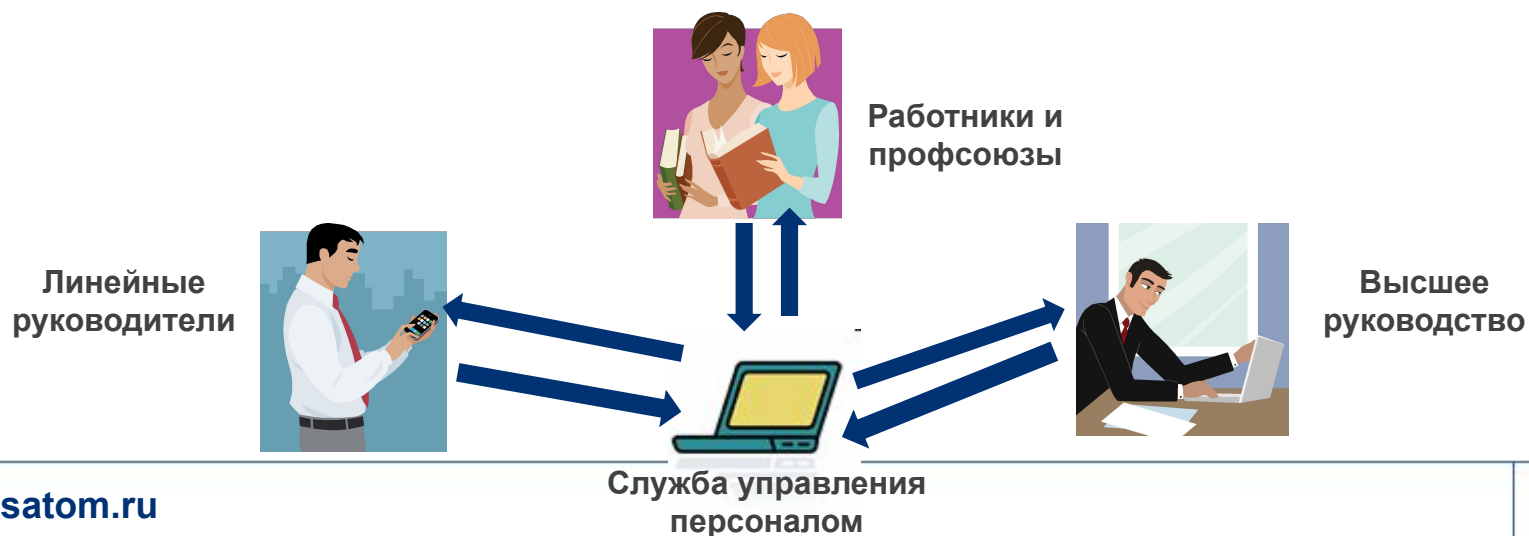 Работники и
профсоюзы
Линейные
руководители
Высшее
руководство
Служба управления
персоналом
satom.ru